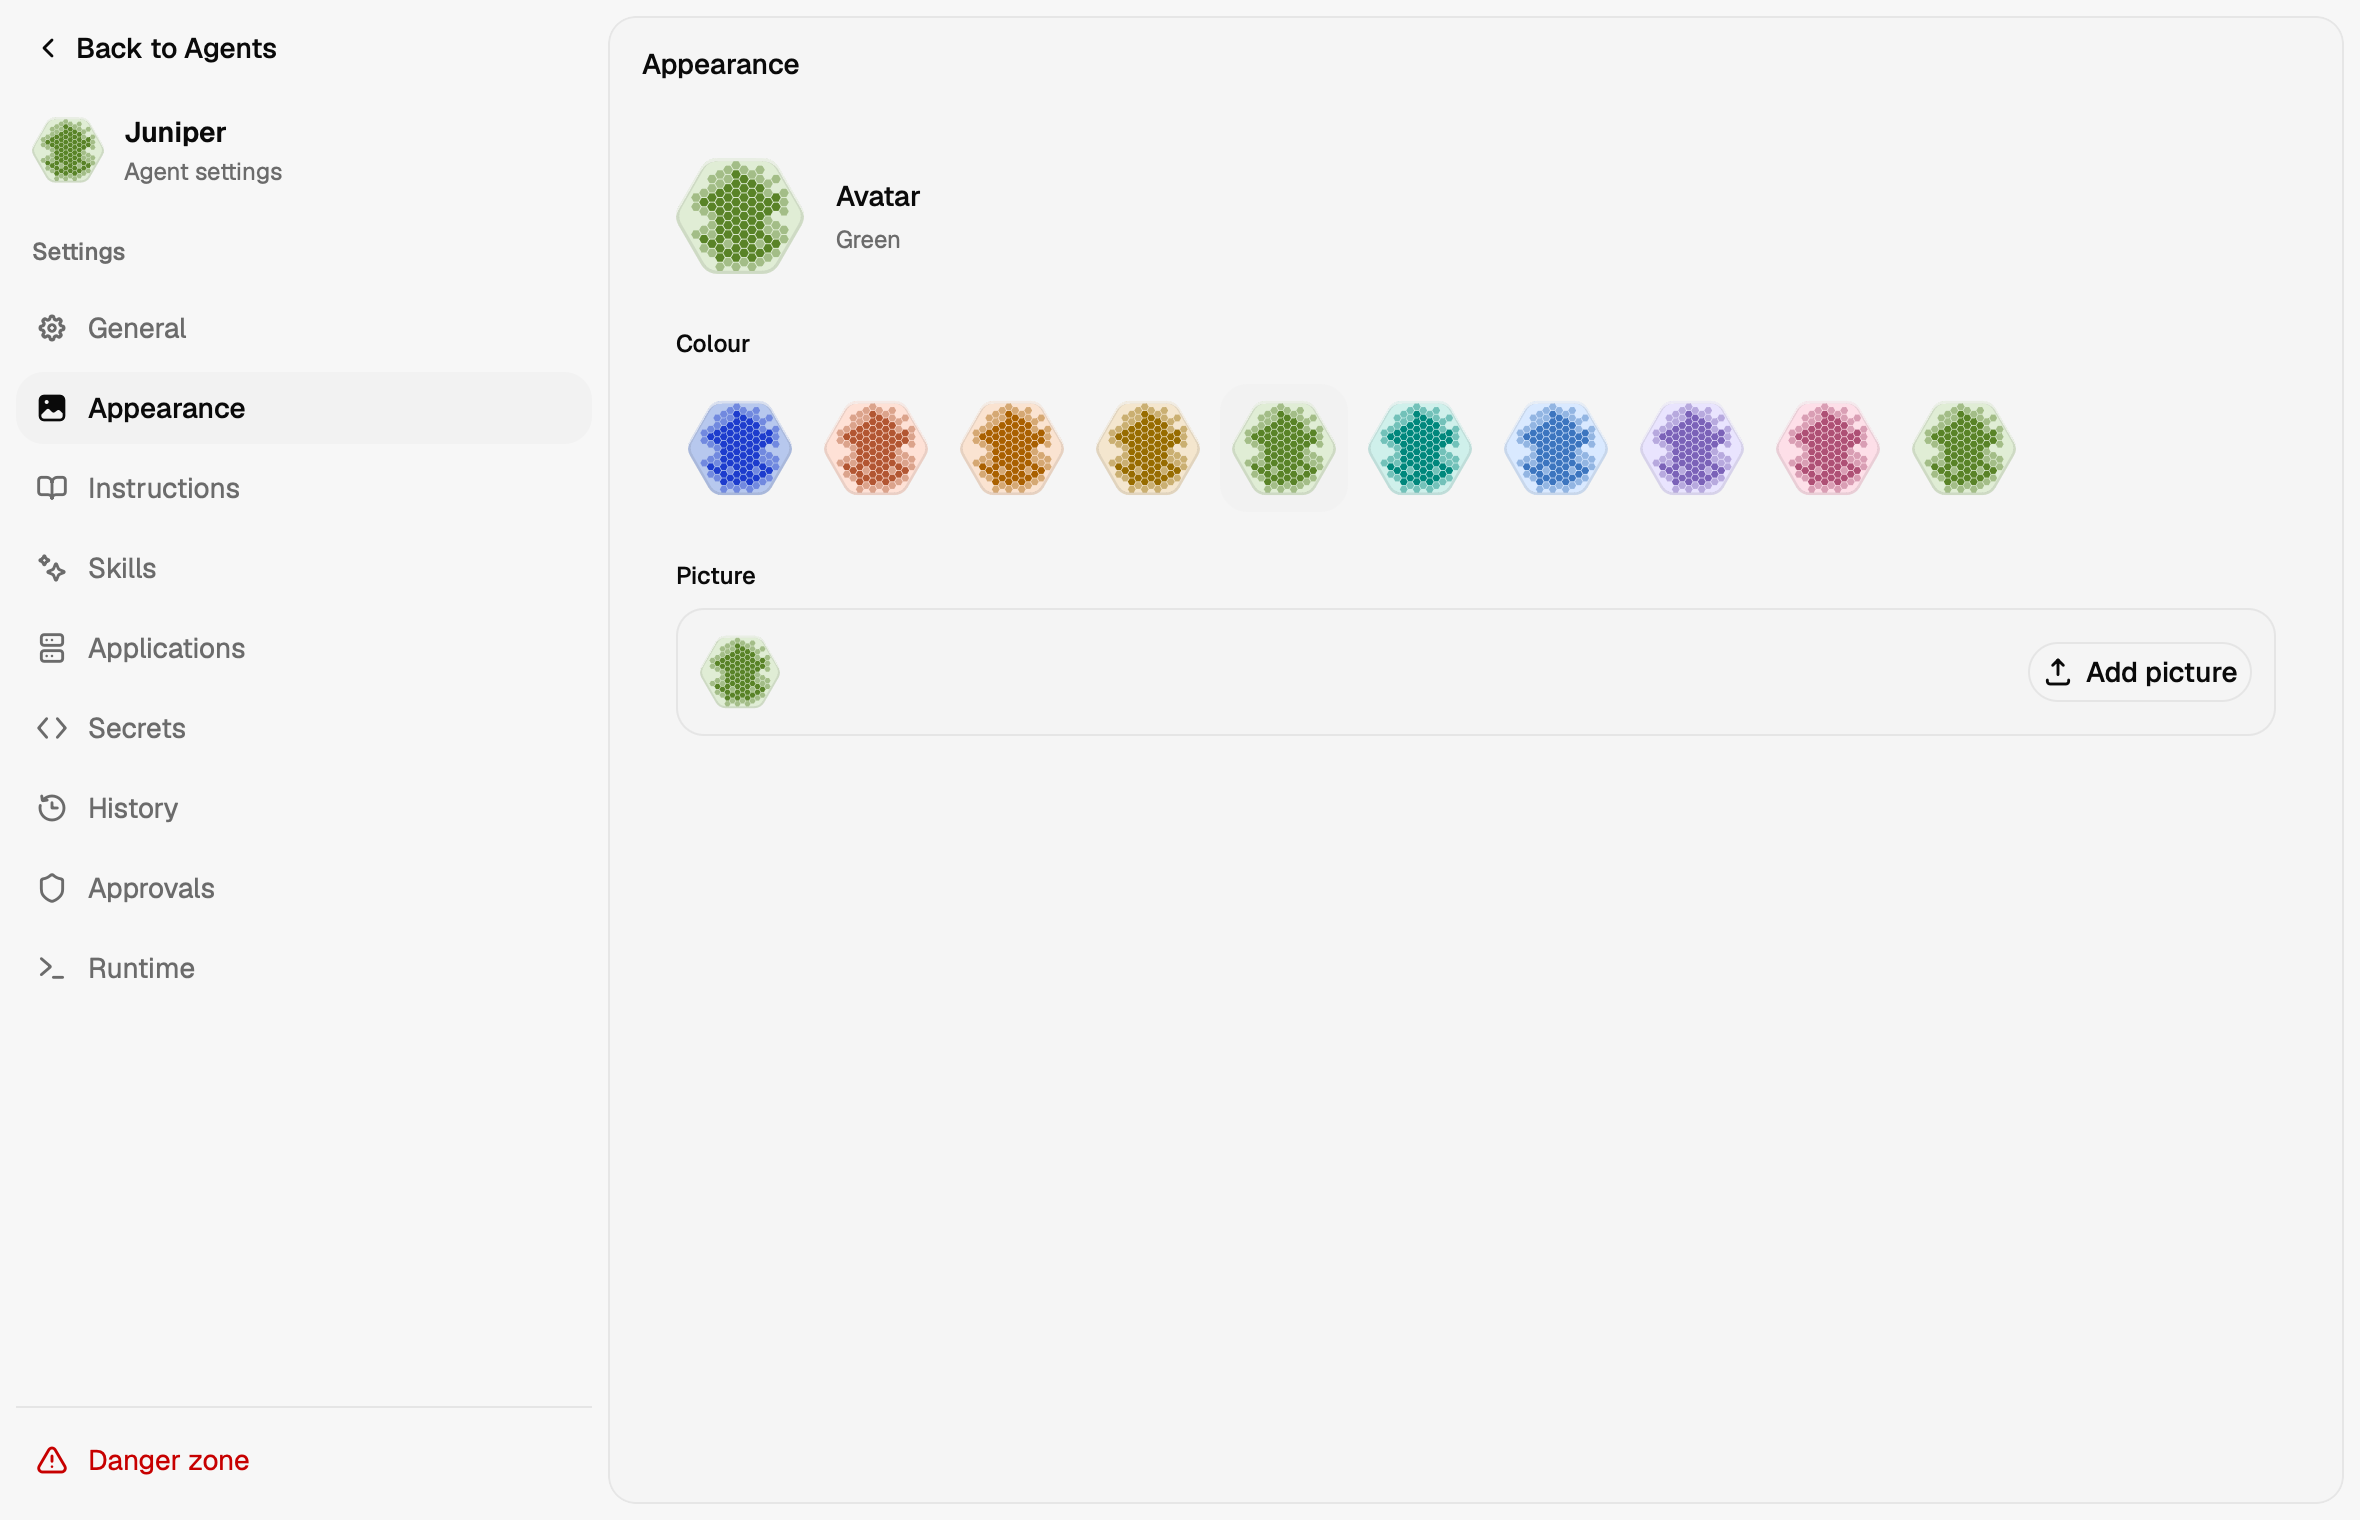 Back to Agents
Juniper
Agent settings
Settings
General
Appearance
Instructions
Skills
Applications
Secrets
History
Approvals
Runtime
Danger zone
Appearance
Avatar
Green
Colour
Picture
Add picture